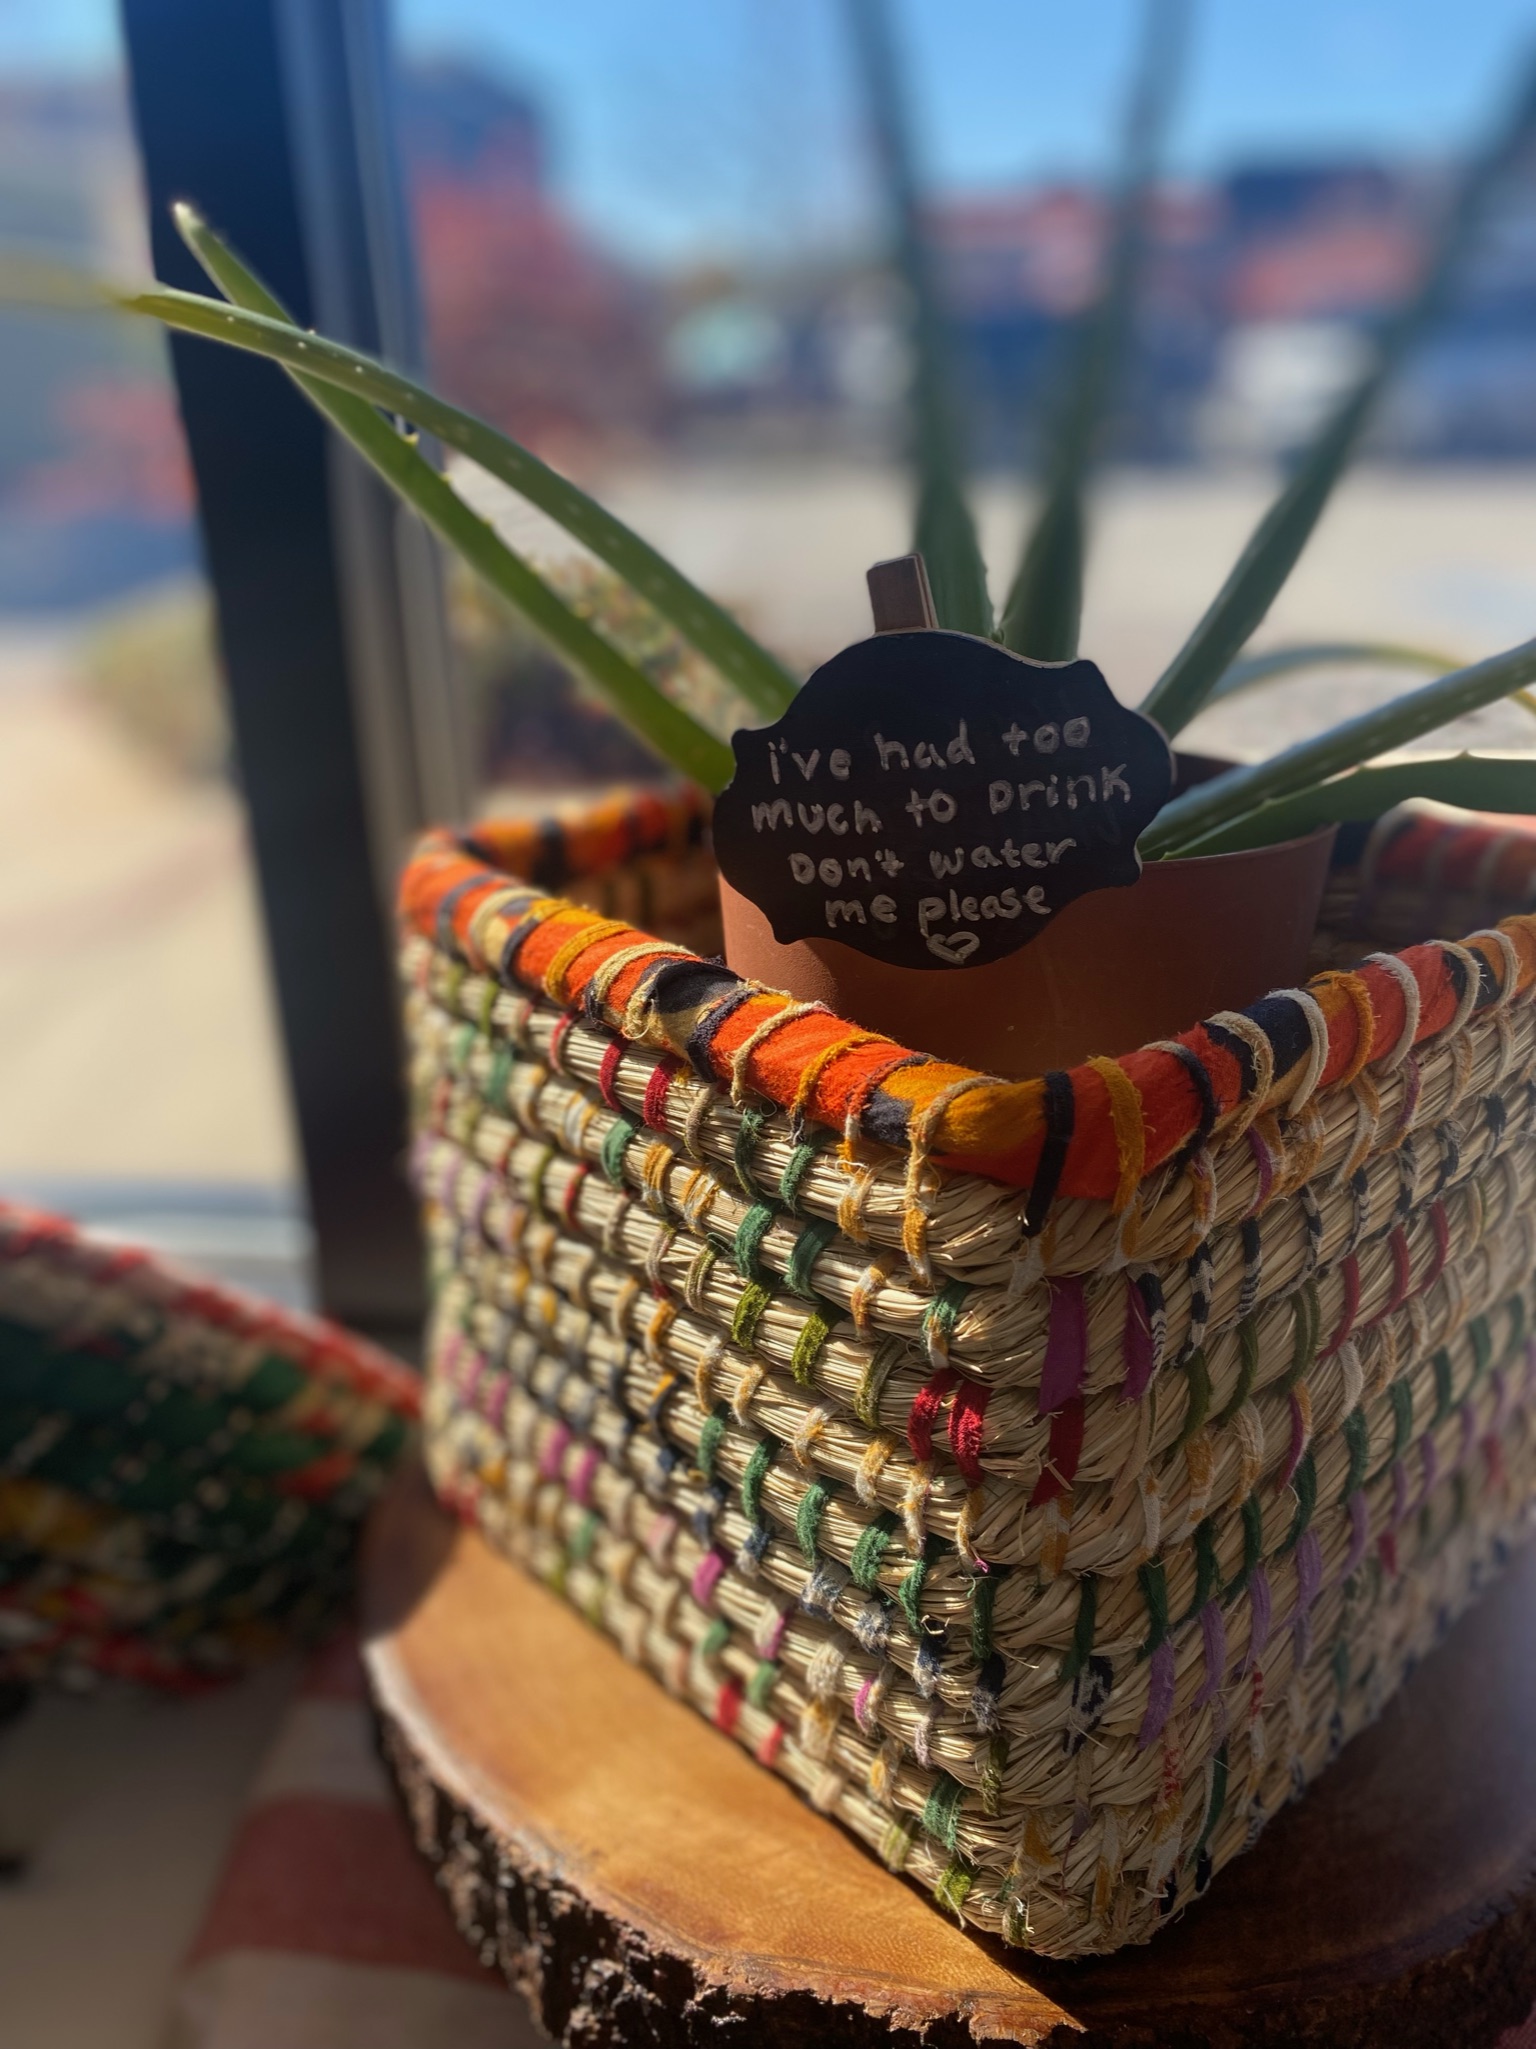 i've had too
much to Drink
Don't water
me please
♡